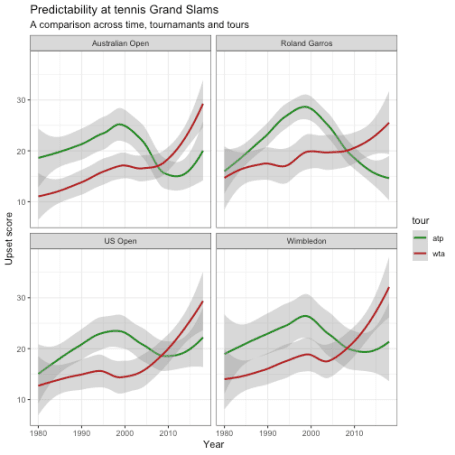 Predictability at tennis Grand Slams
A comparison across time, tournamants and tours
Australian Open
Roland Garros
30
20
10
US Open
Wimbledon
30
20
10
1980 1990 2000 2010
1980 1990 2000 2010
Year
Upset score
tour
atp
wta